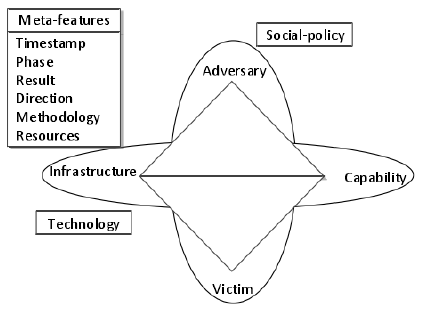 Meta-features
Timestamp
Phase
Result
Direction
Methodology
Resources
Social-policy
Adversary
Infrastructure
Capability
Technology
Victim